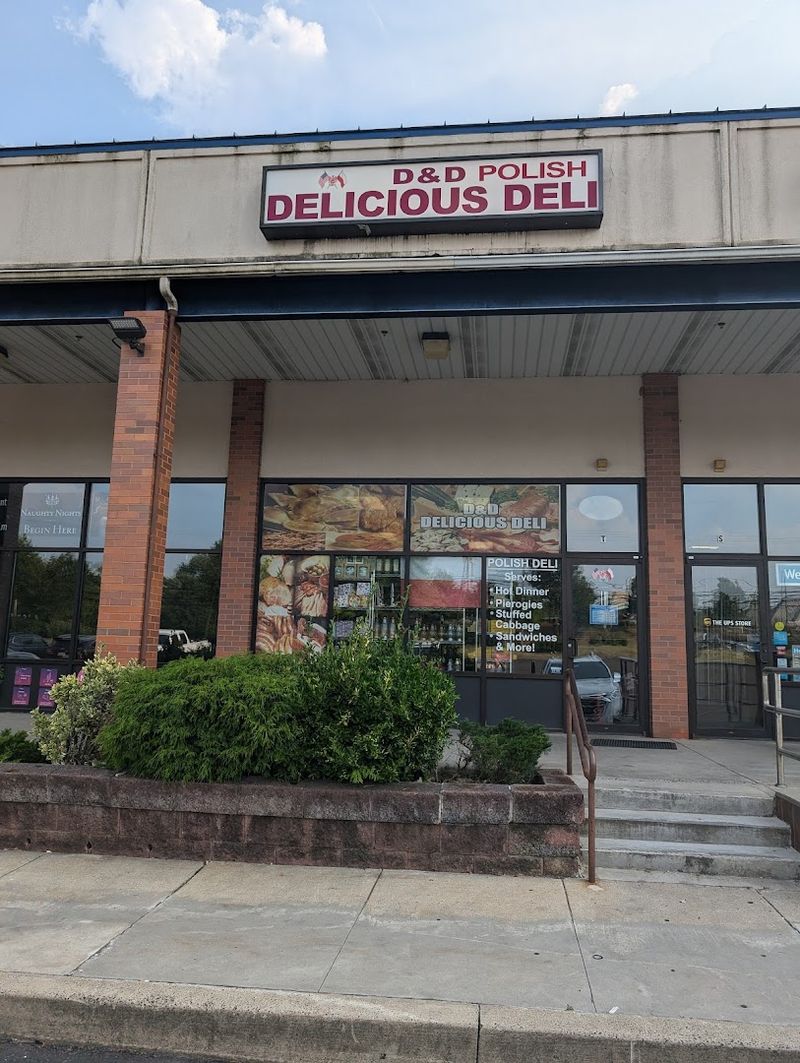 D&D POLISH
DELICIOUS DELI
NAUGHTY NIGHTS
BEGIN HERE
D&D
DELICIOUS DELI
POLISH DELI
Serves:
• Hot Dinner
• Pierogies
• Stuffed
Cabbage
• Sandwiches
& More!
T
S
THE UPS STORE
We